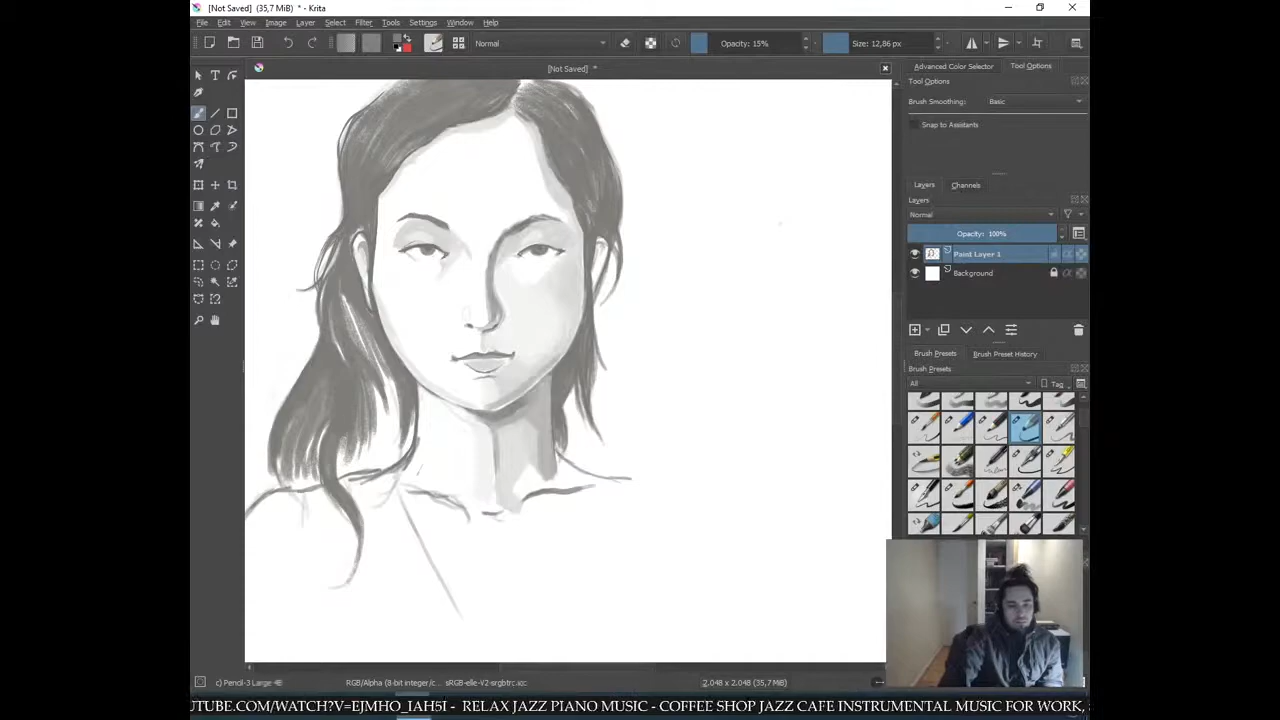 [Not Saved] (35,7 MiB) * - Krita
File Edit View Image Layer Select Filter Tools Settings Window Help
Normal
Opacity: 15%
Size: 12,86 px
[Not Saved] *
Advanced Color Selector
Tool Options
Tool Options
Brush Smoothing: Basic
Snap to Assistants
Layers Channels
Layers
Normal
Opacity: 100%
Paint Layer 1
Background
Brush Presets Brush Preset History
Brush Presets
All
Tag
c) Pencil-3 Large
RGB/Alpha (8-bit integer/c... sRGB-elle-V2-srgbtrc.icc
2.048 x 2.048 (35,7 MiB)
UTUBE.COM/WATCH?V=EJMHO_IAH5I - RELAX JAZZ PIANO MUSIC - COFFEE SHOP JAZZ CAFE INSTRUMENTAL MUSIC FOR WORK,